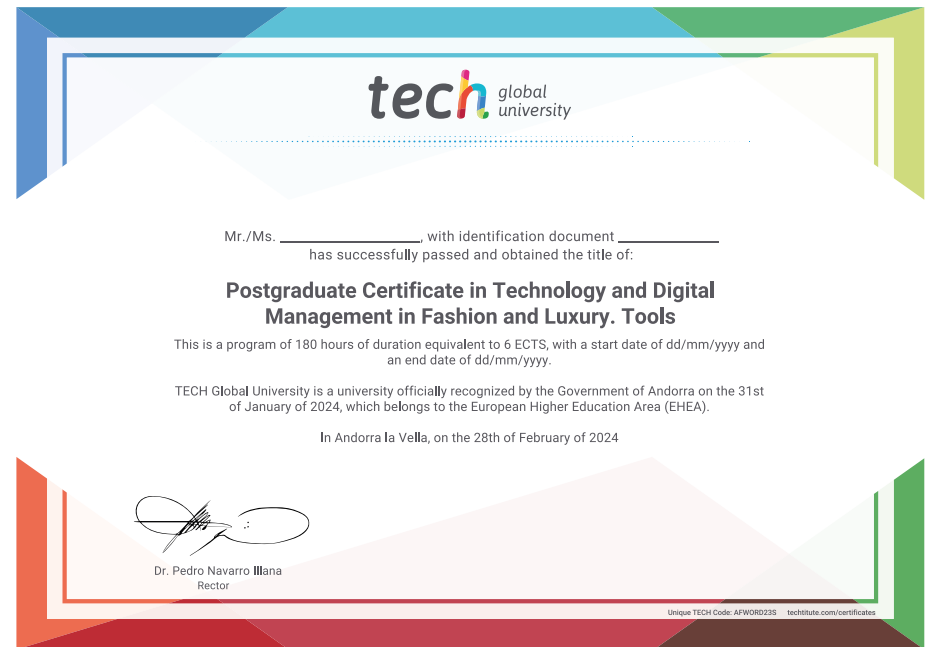 tech global
university
Mr./Ms. ____________, with identification document ____________
has successfully passed and obtained the title of:
Postgraduate Certificate in Technology and Digital
Management in Fashion and Luxury. Tools
This is a program of 180 hours of duration equivalent to 6 ECTS, with a start date of dd/mm/yyyy and
an end date of dd/mm/yyyy.
TECH Global University is a university officially recognized by the Government of Andorra on the 31st
of January of 2024, which belongs to the European Higher Education Area (EHEA).
In Andorra la Vella, on the 28th of February of 2024
Dr. Pedro Navarro Illana
Rector
Unique TECH Code: AFWORD23S techtitute.com/certificates